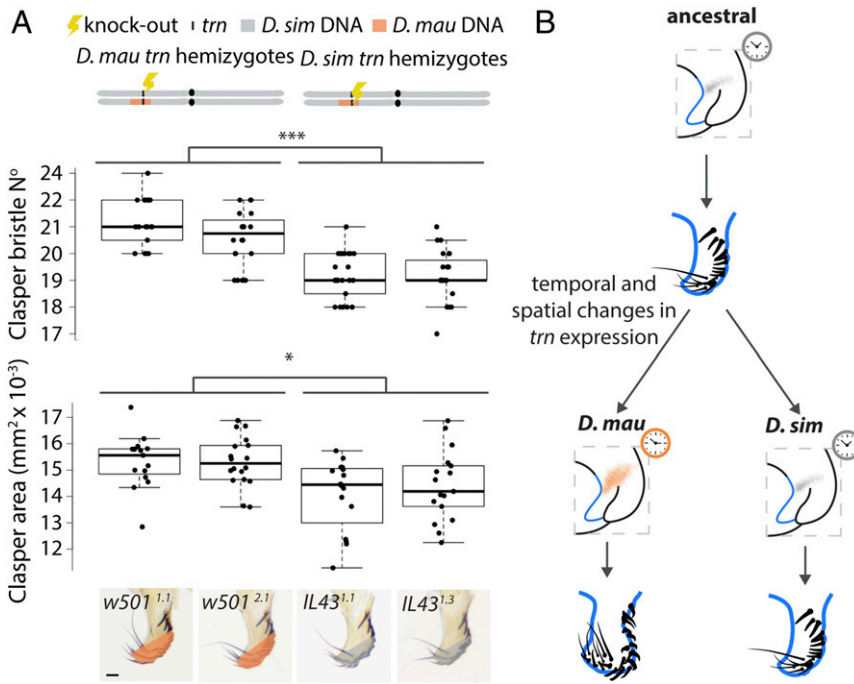 A
knock-out trn D. sim DNA D. mau DNA
D. mau trn hemizygotes D. sim trn hemizygotes
***
Clasper bristle Nº
24
23
22
21
20
19
18
17
*
Clasper area (mm² x 10⁻³)
17
16
15
14
13
12
w501 1.1 w501 2.1 IL43 1.1 IL43 1.3
B
ancestral
temporal and
spatial changes in
trn expression
D. mau D. sim